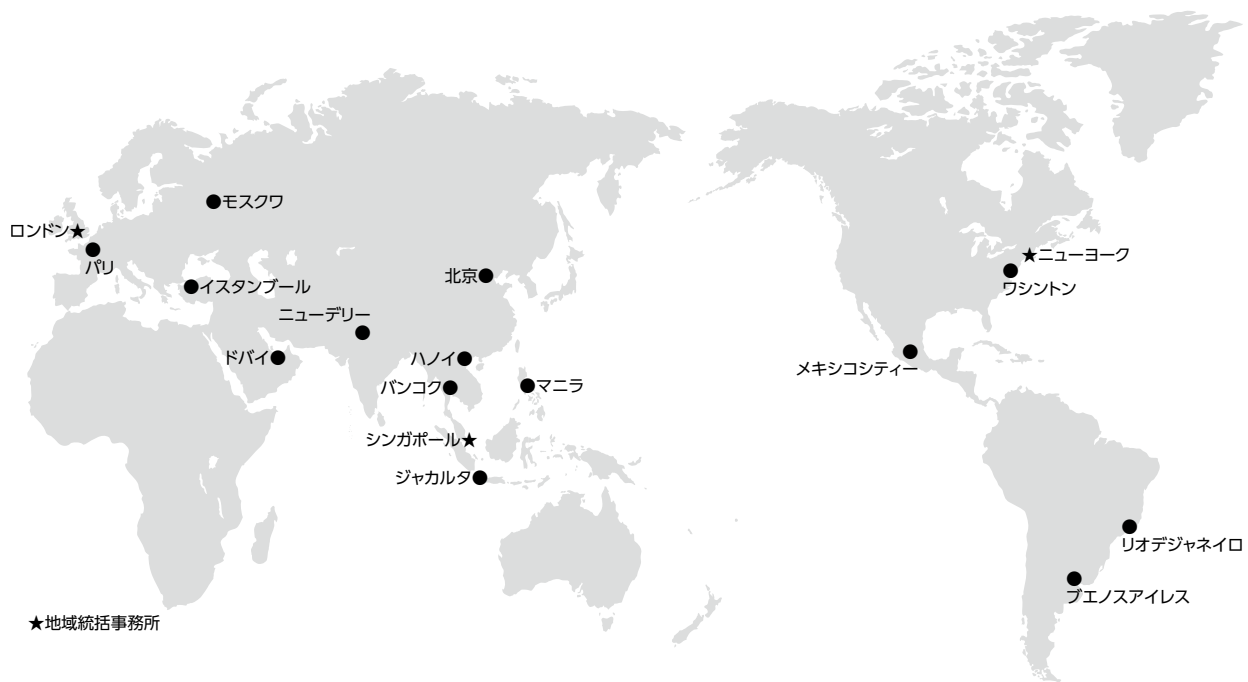 ●モスクワ
ロンドン★
●
パリ
●イスタンブール
北京●
ニューデリー
●
ドバイ●
ハノイ●
バンコク●
●マニラ
シンガポール★
ジャカルタ●
★ニューヨーク
●
ワシントン
●
メキシコシティー
●
リオデジャネイロ
●
ブエノスアイレス
★地域統括事務所